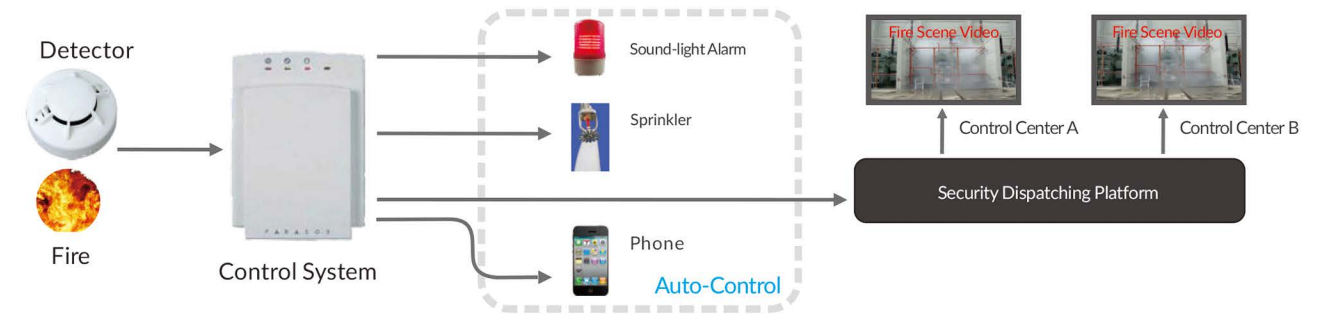 Detector
Fire
PARADOX
Control System
Sound-light Alarm
Sprinkler
Phone
Auto-Control
Fire Scene Video
Fire Scene Video
Control Center A
Control Center B
Security Dispatching Platform